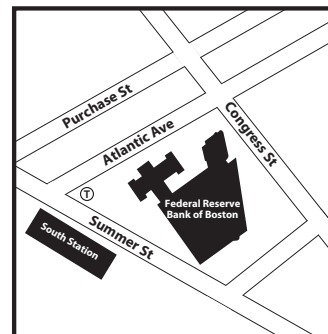 Purchase St
Atlantic Ave
Congress St
T
Federal Reserve
Bank of Boston
Summer St
South Station